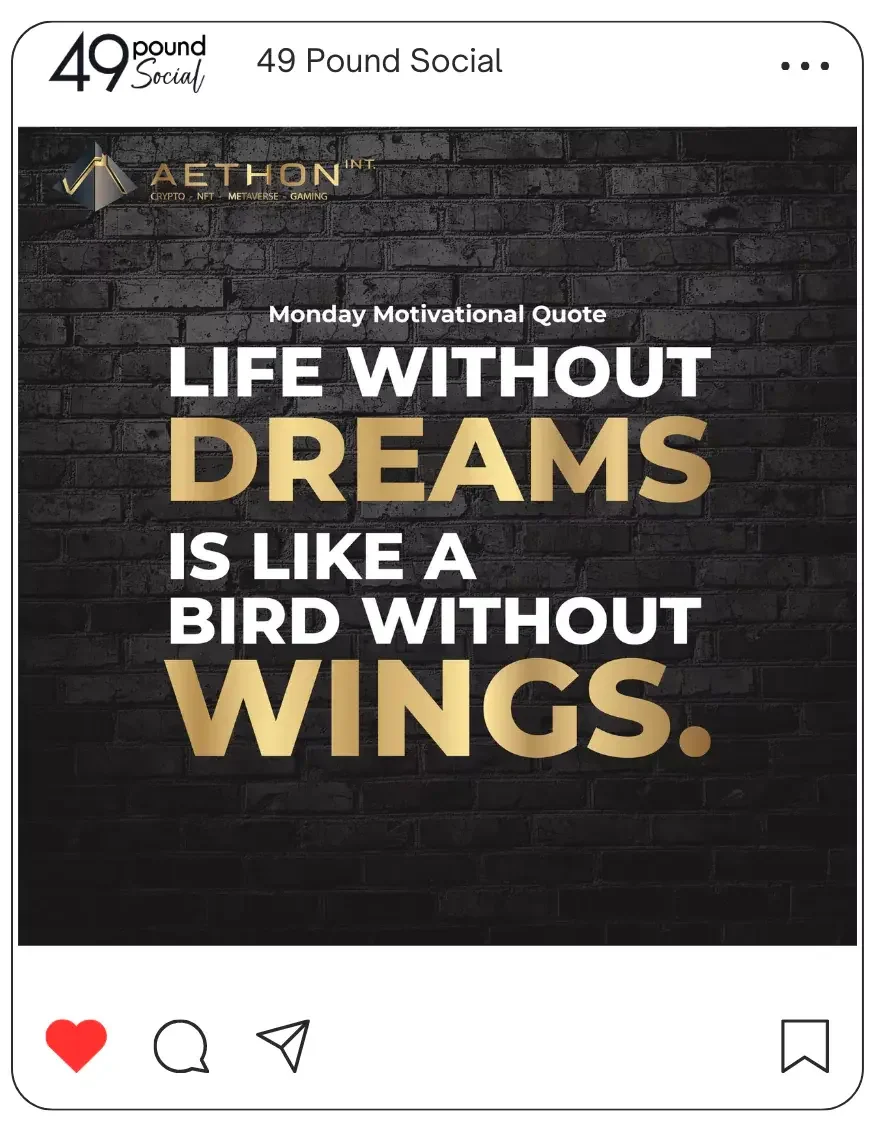 49 pound Social
49 Pound Social
AETHON INT.
CRYPTO - NFT - METAVERSE - GAMING
Monday Motivational Quote
LIFE WITHOUT
DREAMS
IS LIKE A
BIRD WITHOUT
WINGS.